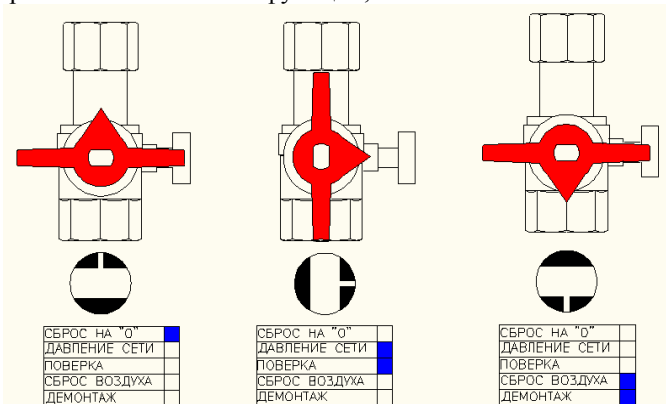 СБРОС НА "0"
ДАВЛЕНИЕ СЕТИ
ПОВЕРКА
СБРОС ВОЗДУХА
ДЕМОНТАЖ
СБРОС НА "0"
ДАВЛЕНИЕ СЕТИ
ПОВЕРКА
СБРОС ВОЗДУХА
ДЕМОНТАЖ
СБРОС НА "0"
ДАВЛЕНИЕ СЕТИ
ПОВЕРКА
СБРОС ВОЗДУХА
ДЕМОНТАЖ